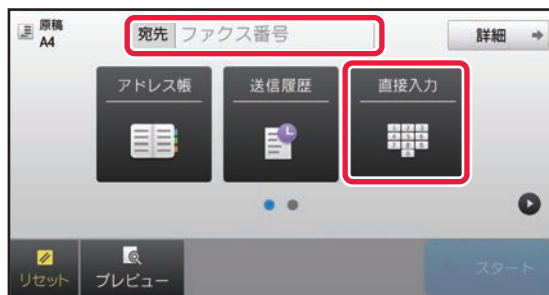 原稿
A4
宛先 ファクス番号
詳細
アドレス帳
送信履歴
直接入力
リセット
プレビュー
スタート